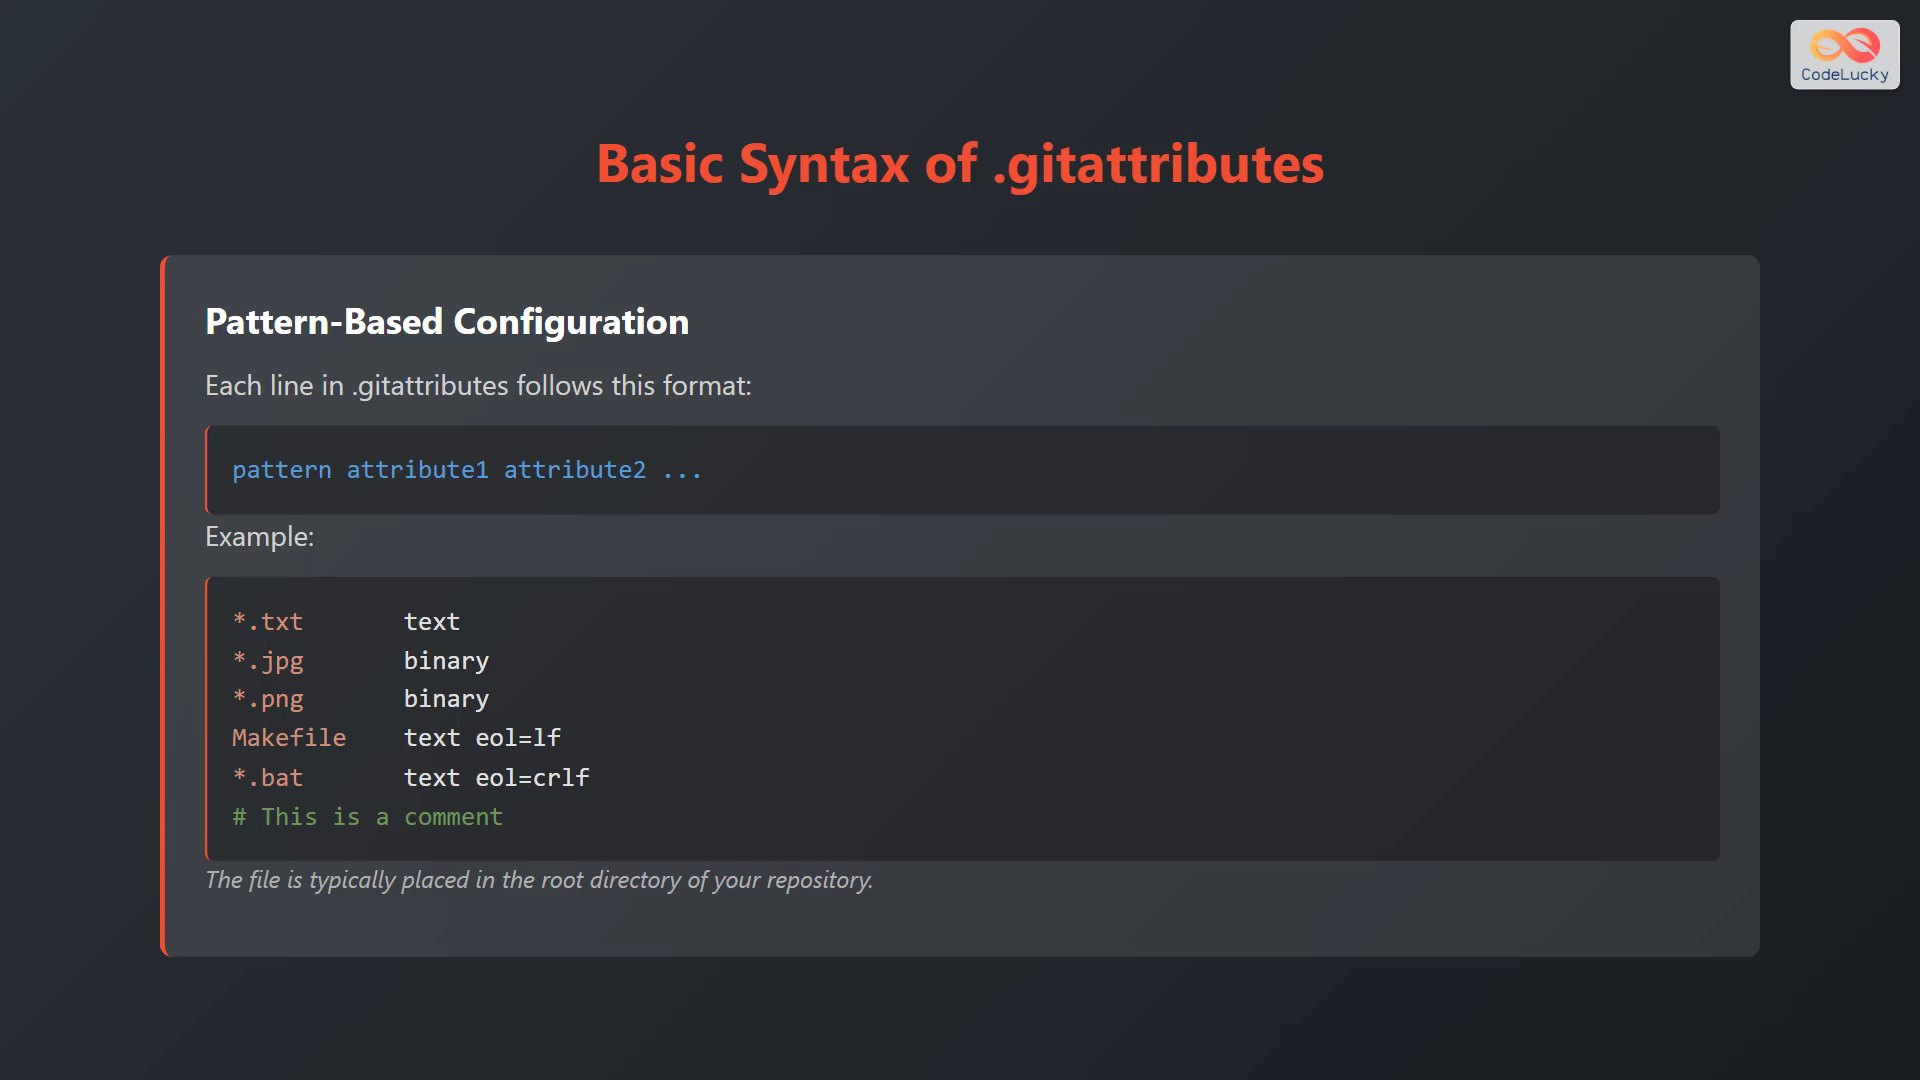 CodeLucky
Basic Syntax of .gitattributes
Pattern-Based Configuration
Each line in .gitattributes follows this format:
pattern attribute1 attribute2 ...
Example:
*.txt       text
*.jpg       binary
*.png       binary
Makefile    text eol=lf
*.bat       text eol=crlf
# This is a comment
The file is typically placed in the root directory of your repository.